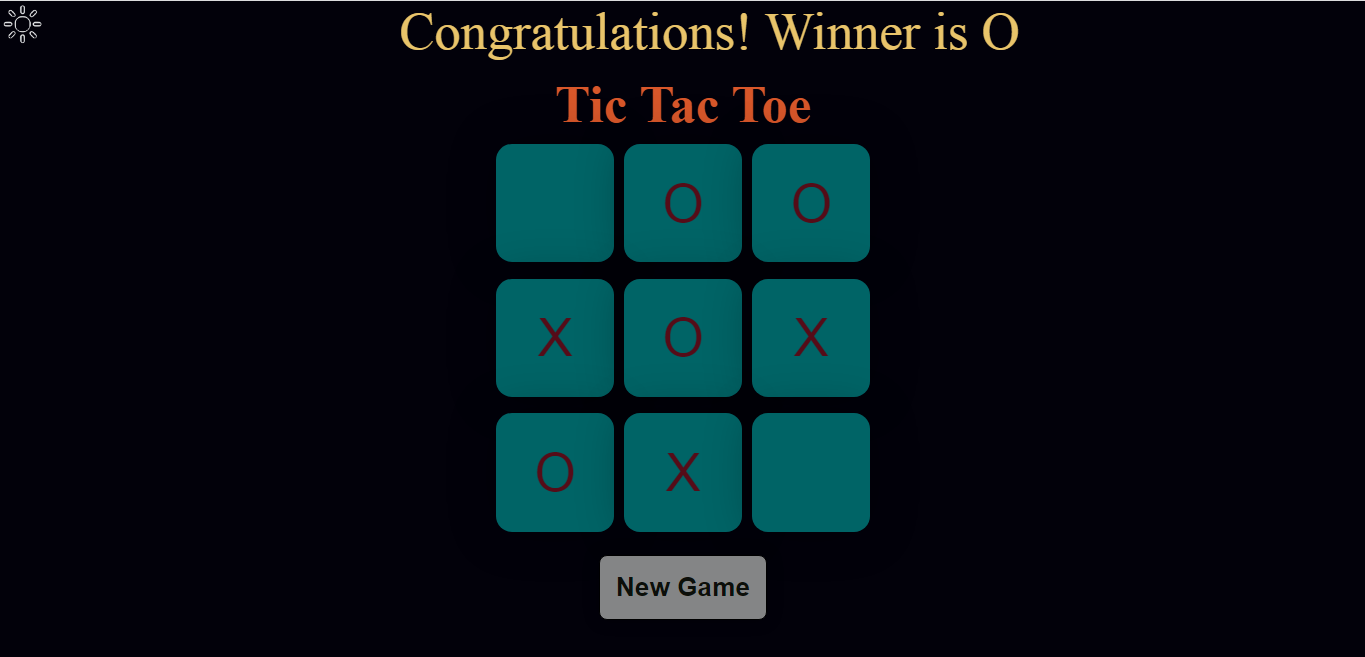 Congratulations! Winner is O
Tic Tac Toe
O O
X O X
O X
New Game